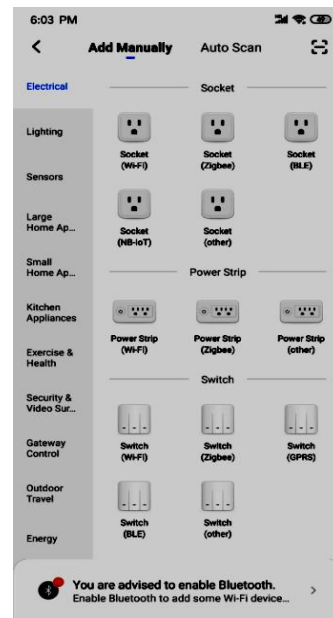 6:03 PM
Add Manually
Auto Scan
Electrical
Lighting
Sensors
Large
Home Ap...
Small
Home Ap...
Kitchen
Appliances
Exercise &
Health
Security &
Video Sur...
Gateway
Control
Outdoor
Travel
Energy
Socket
Socket
(Wi-Fi)
Socket
(Zigbee)
Socket
(BLE)
Socket
(NB-IoT)
Socket
(other)
Power Strip
Power Strip
(Wi-Fi)
Power Strip
(Zigbee)
Power Strip
(other)
Switch
Switch
(Wi-Fi)
Switch
(Zigbee)
Switch
(GPRS)
Switch
(BLE)
Switch
(other)
You are advised to enable Bluetooth.
Enable Bluetooth to add some Wi-Fi device...